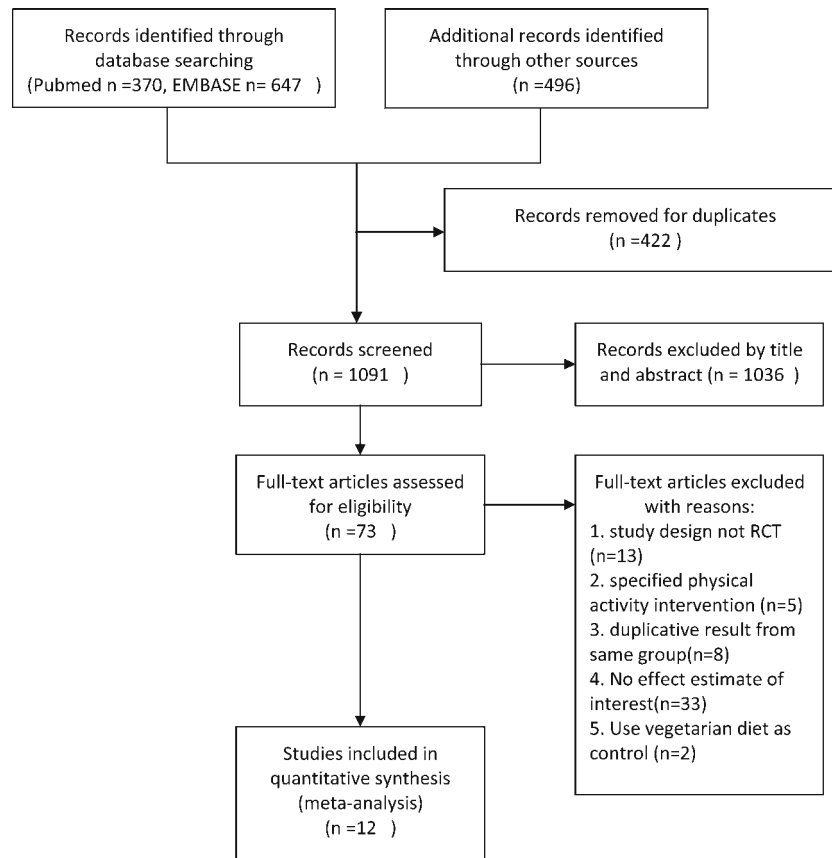 Records identified through
database searching
(Pubmed n =370, EMBASE n= 647 )
Additional records identified
through other sources
(n =496)
Records removed for duplicates
(n =422 )
Records screened
(n = 1091 )
Records excluded by title
and abstract (n = 1036 )
Full-text articles assessed
for eligibility
(n =73 )
Full-text articles excluded
with reasons:
1. study design not RCT
(n=13)
2. specified physical
activity intervention (n=5)
3. duplicative result from
same group(n=8)
4. No effect estimate of
interest(n=33)
5. Use vegetarian diet as
control (n=2)
Studies included in
quantitative synthesis
(meta-analysis)
(n =12 )